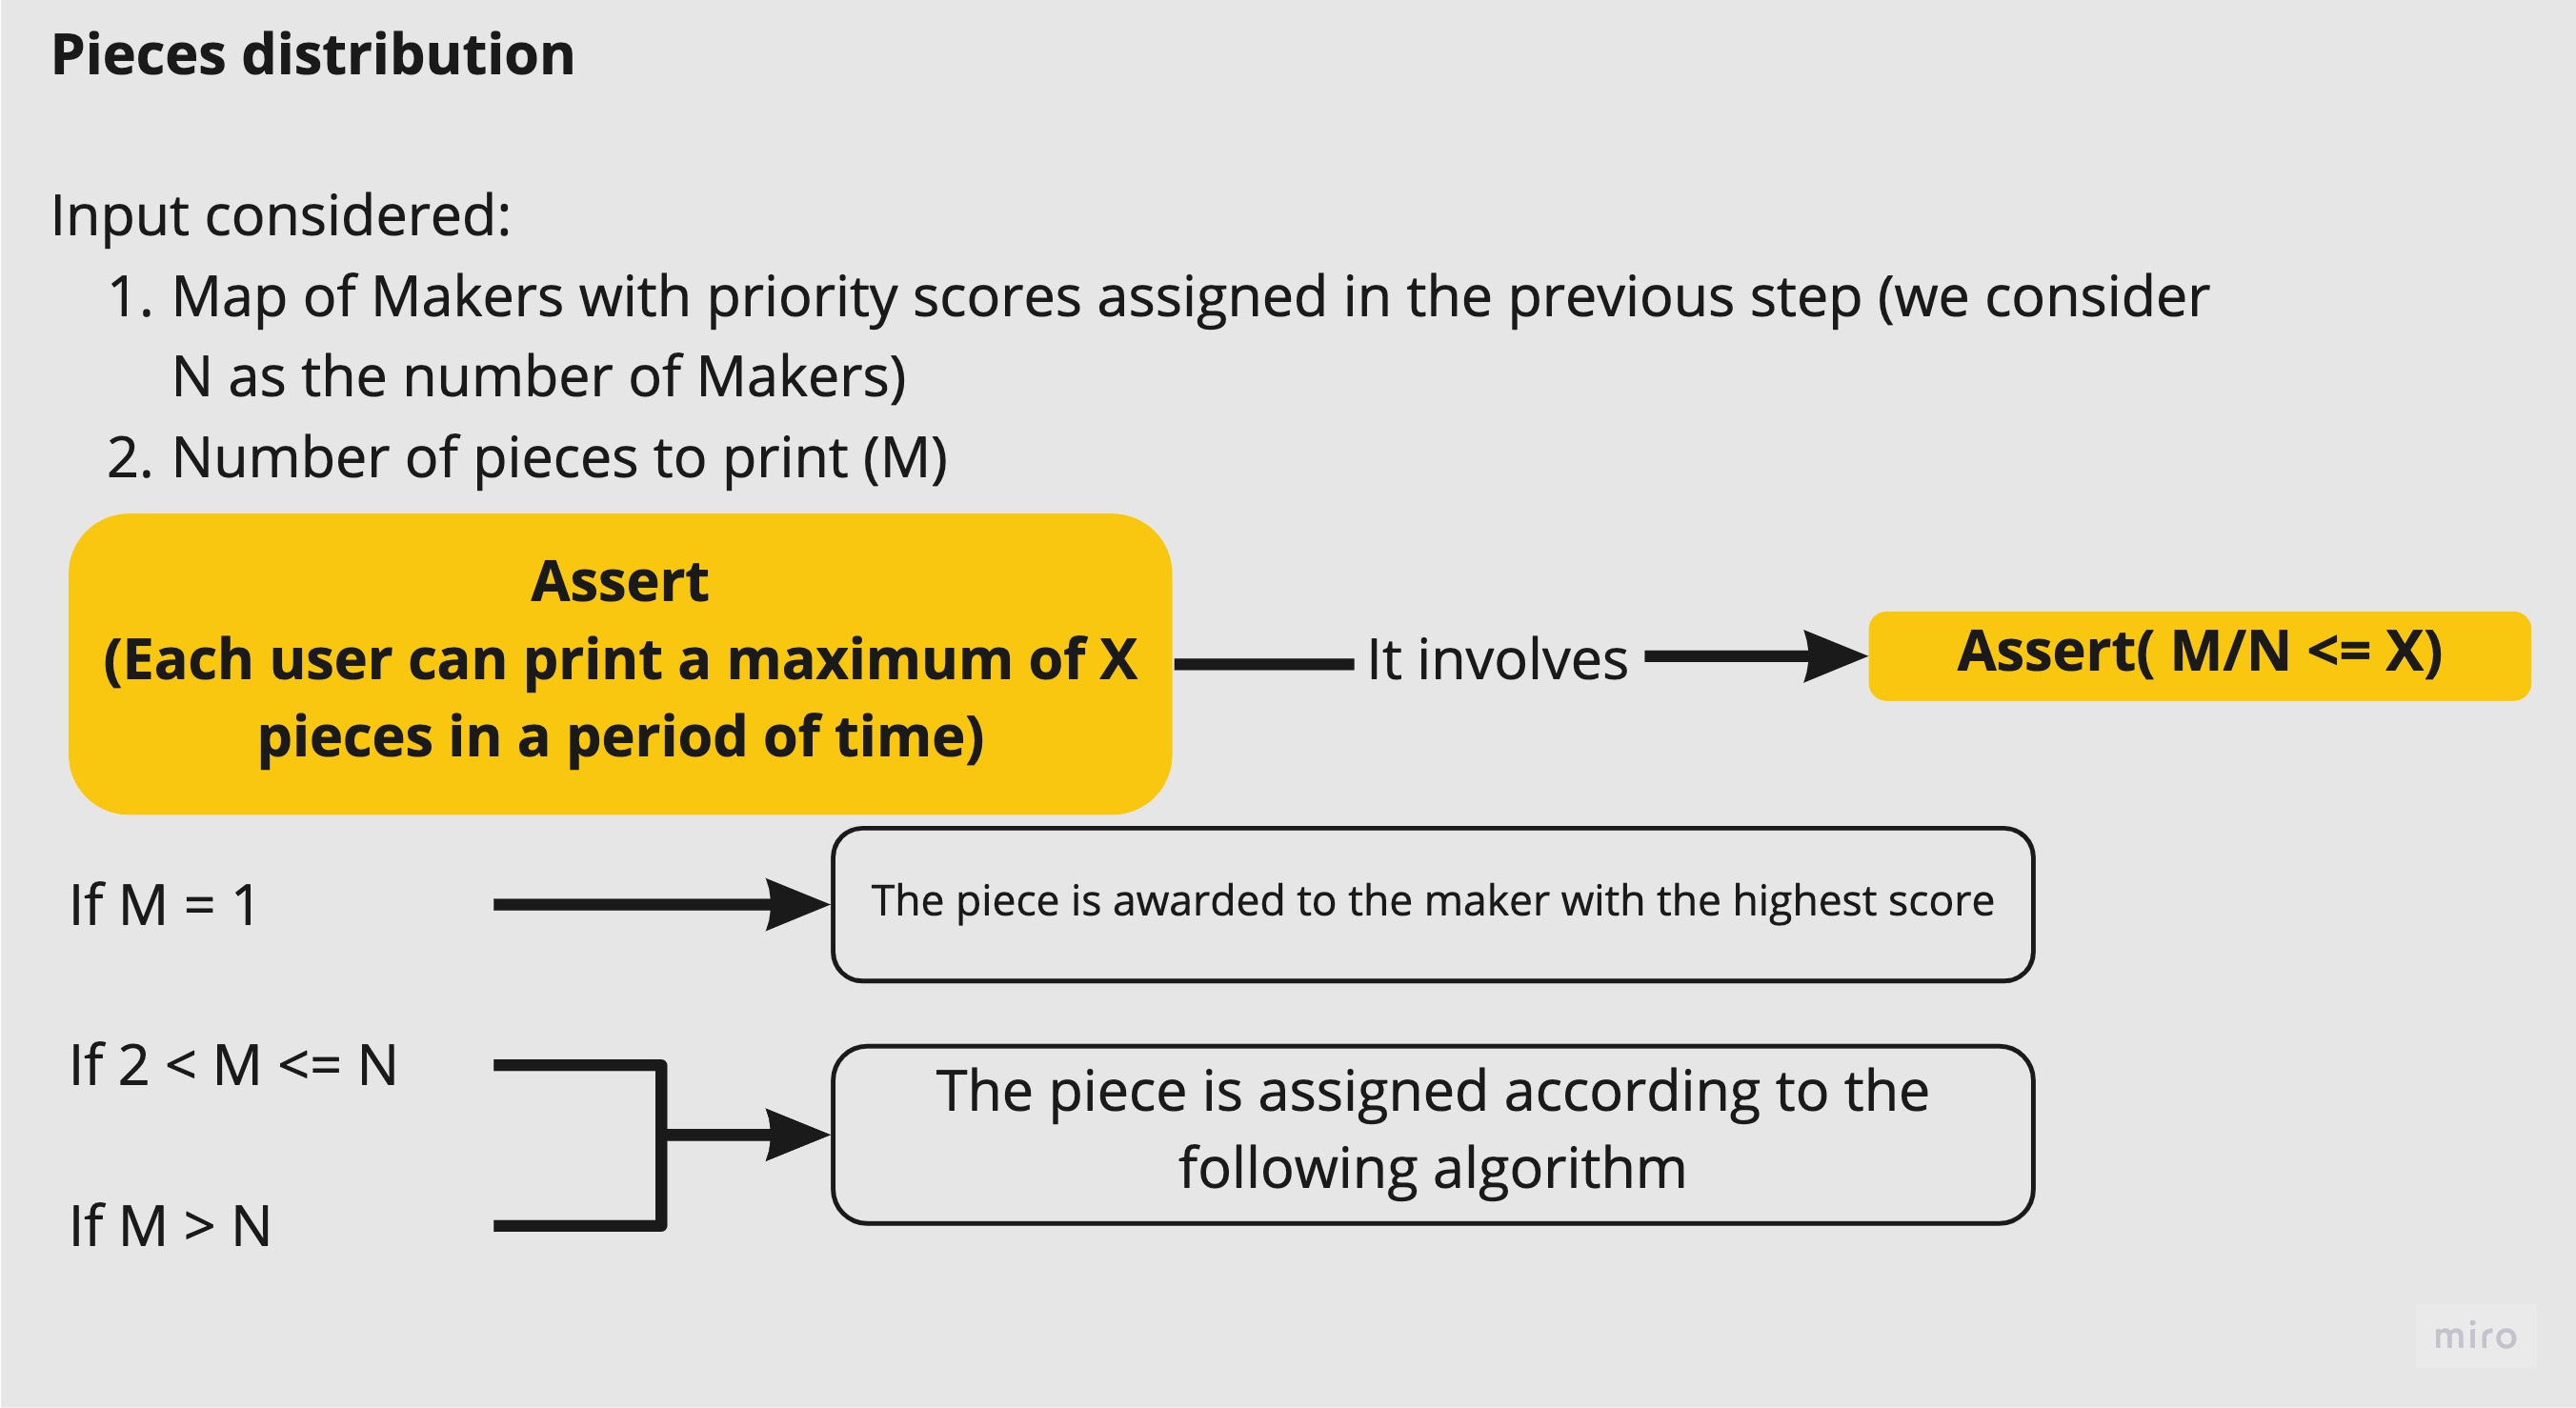 Pieces distribution
Input considered:
1. Map of Makers with priority scores assigned in the previous step (we consider
N as the number of Makers)
2. Number of pieces to print (M)
Assert
(Each user can print a maximum of X
pieces in a period of time)
It involves
Assert( M/N <= X)
If M = 1
The piece is awarded to the maker with the highest score
If 2 < M <= N
The piece is assigned according to the
following algorithm
If M > N
miro